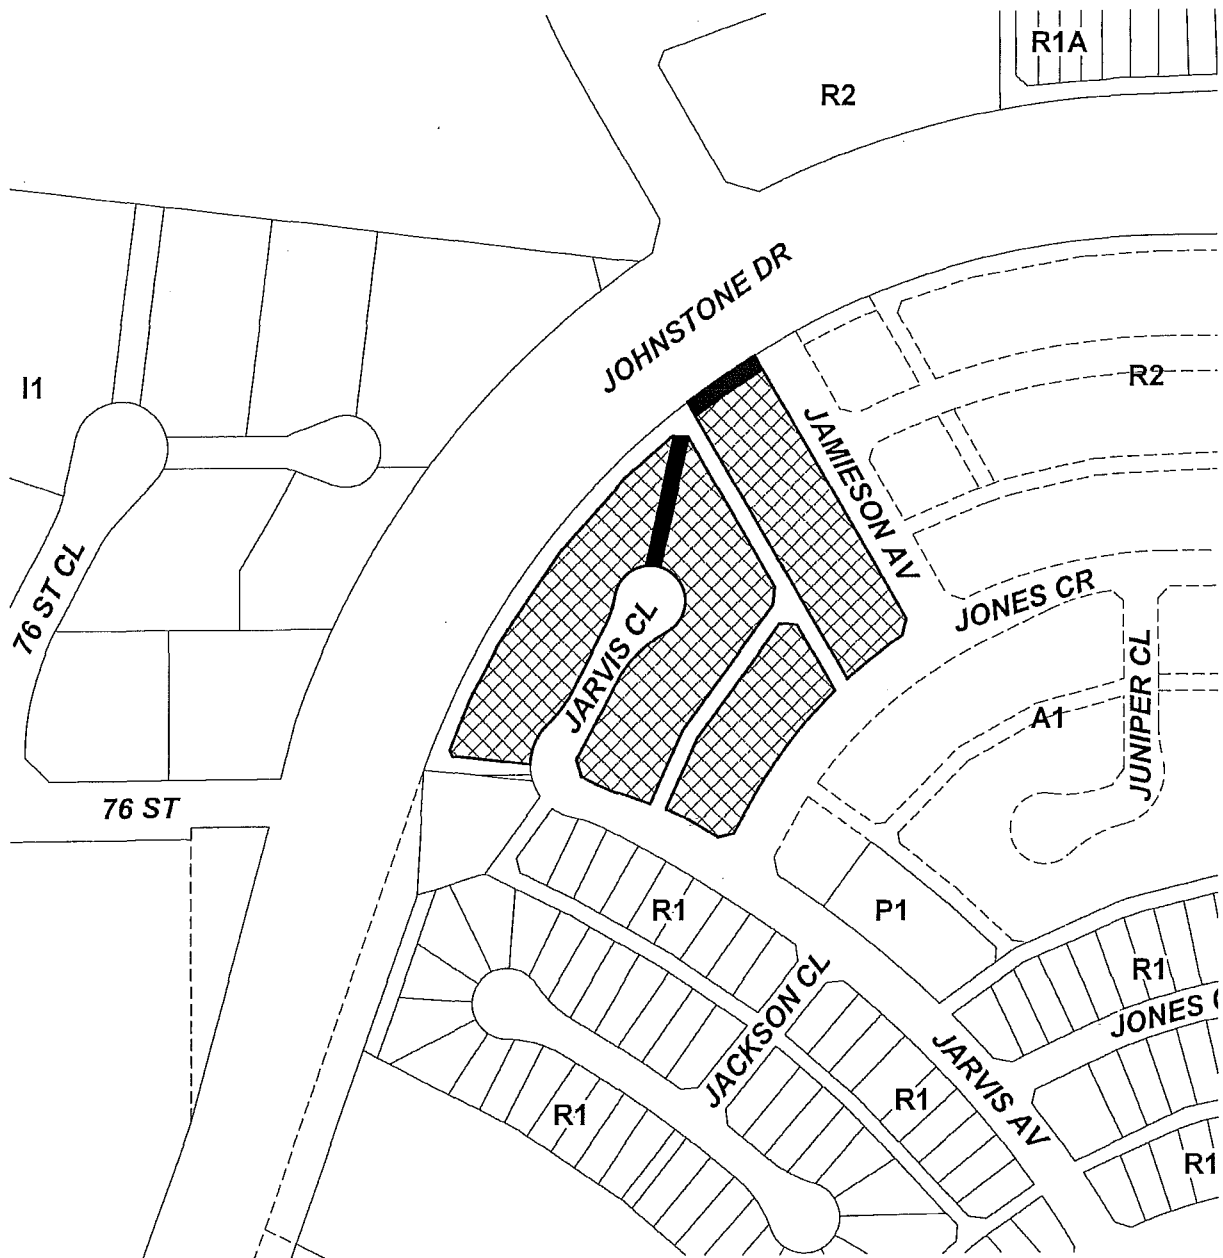 R1A
R2
JOHNSTONE DR
I1
R2
JAMIESON AV
76 ST CL
JONES CR
JARVIS CL
JUNIPER CL
A1
76 ST
R1
P1
R1
JACKSON CL
JONES C
JARVIS AV
R1
R1
R1